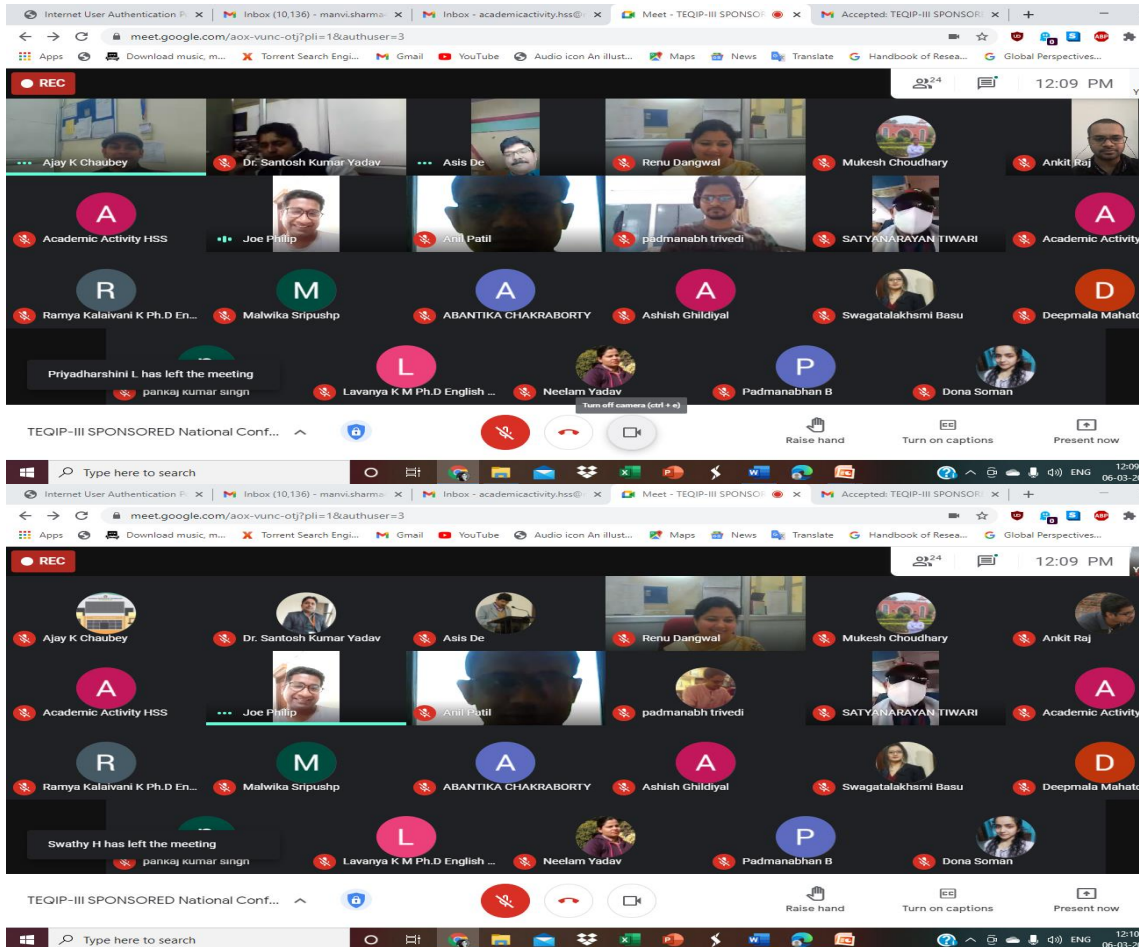 Internet User Authentication P
Inbox (10,136) - manvi.sharma-
Inbox - academicactivity.hss@
Meet - TEQIP-III SPONSOR
Accepted: TEQIP-III SPONSORE
meet.google.com/aox-vunc-otj?pli=1&authuser=3
Apps Download music, m... Torrent Search Engi... Gmail YouTube Audio icon An illust... Maps News Translate Handbook of Resea... Global Perspectives...
REC 24 12:09 PM
Ajay K Chaubey Dr. Santosh Kumar Yadav Asis De Renu Dangwal Mukesh Choudhary Ankit Raj
A A
Academic Activity HSS Joe Philip Anil Patil padmanabh trivedi SATYANARAYAN TIWARI Academic Activity
R M A A D
Ramya Kalaivani K Ph.D En... Malwika Sripushp ABANTIKA CHAKRABORTY Ashish Ghildiyal Swagatalakhsmi Basu Deepmala Mahato
L P
Priyadharshini L has left the meeting
pankaj kumar singh Lavanya K M Ph.D English ... Neelam Yadav Padmanabhan B Dona Soman
Turn off camera (ctrl + e)
TEQIP-III SPONSORED National Conf... Raise hand Turn on captions Present now
Type here to search ENG 12:09
06-03-20
Internet User Authentication P
Inbox (10,136) - manvi.sharma-
Inbox - academicactivity.hss@
Meet - TEQIP-III SPONSOR
Accepted: TEQIP-III SPONSORE
meet.google.com/aox-vunc-otj?pli=1&authuser=3
Apps Download music, m... Torrent Search Engi... Gmail YouTube Audio icon An illust... Maps News Translate Handbook of Resea... Global Perspectives...
REC 24 12:09 PM
Ajay K Chaubey Dr. Santosh Kumar Yadav Asis De Renu Dangwal Mukesh Choudhary Ankit Raj
A A
Academic Activity HSS Joe Philip Anil Patil padmanabh trivedi SATYANARAYAN TIWARI Academic Activity
R M A A D
Ramya Kalaivani K Ph.D En... Malwika Sripushp ABANTIKA CHAKRABORTY Ashish Ghildiyal Swagatalakhsmi Basu Deepmala Mahato
L P
Swathy H has left the meeting
pankaj kumar singh Lavanya K M Ph.D English ... Neelam Yadav Padmanabhan B Dona Soman
TEQIP-III SPONSORED National Conf... Raise hand Turn on captions Present now
Type here to search ENG 12:10
06-03-20